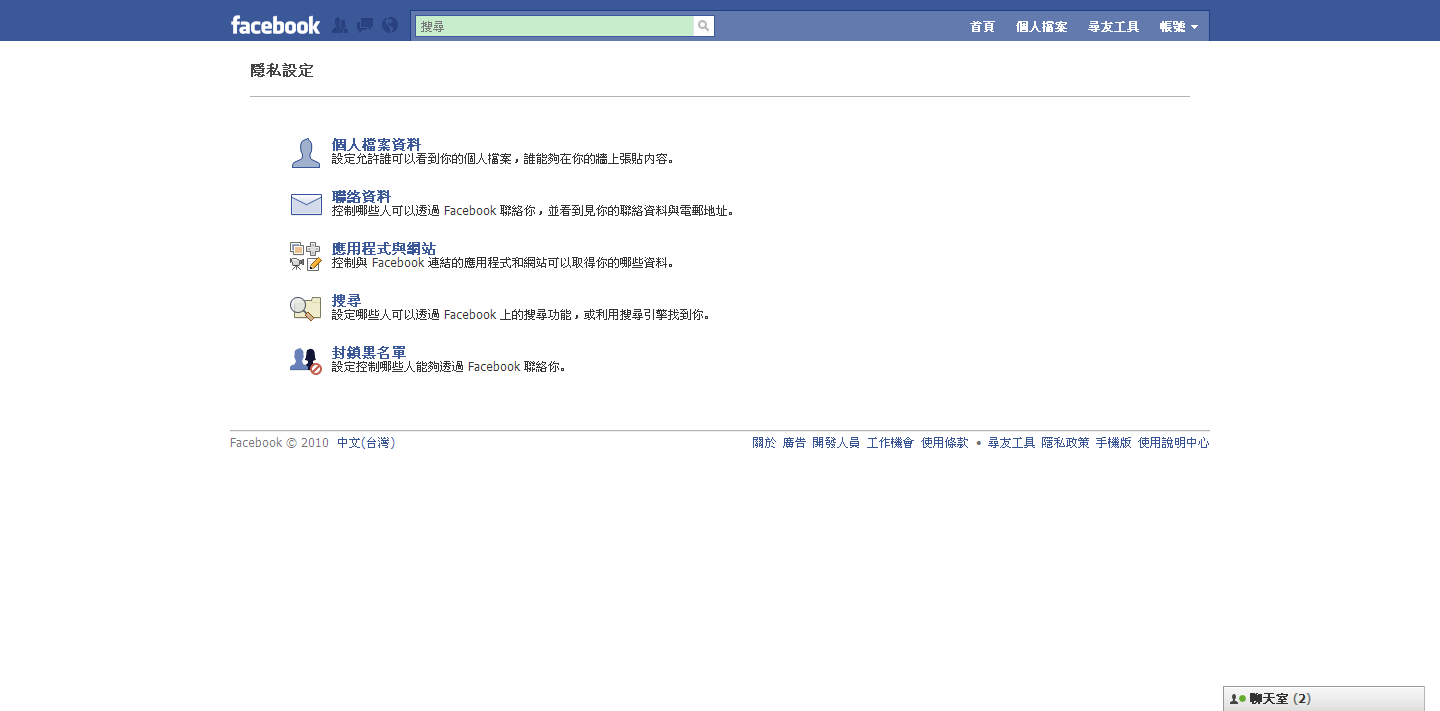 facebook 搜尋 首頁 個人檔案 尋友工具 帳號
隱私設定
個人檔案資料
設定允許誰可以看到你的個人檔案，誰能夠在你的牆上張貼內容。
聯絡資料
控制哪些人可以透過 Facebook 聯絡你，並看到見你的聯絡資料與電郵地址。
應用程式與網站
控制與 Facebook 連結的應用程式和網站可以取得你的哪些資料。
搜尋
設定哪些人可以透過 Facebook 上的搜尋功能，或利用搜尋引擎找到你。
封鎖黑名單
設定控制哪些人能夠透過 Facebook 聯絡你。
Facebook © 2010 中文(台灣) 關於 廣告 開發人員 工作機會 使用條款 • 尋友工具 隱私政策 手機版 使用說明中心
聊天室 (2)